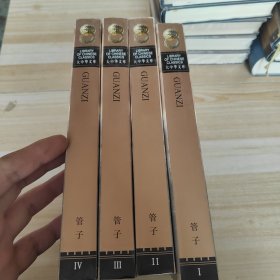 LIBRARY
OF CHINESE
CLASSICS
大中华文库
GUANZI
管子
IV
LIBRARY
OF CHINESE
CLASSICS
大中华文库
GUANZI
管子
III
LIBRARY
OF CHINESE
CLASSICS
大中华文库
GUANZI
管子
II
LIBRARY
OF CHINESE
CLASSICS
大中华文库
GUANZI
管子
I